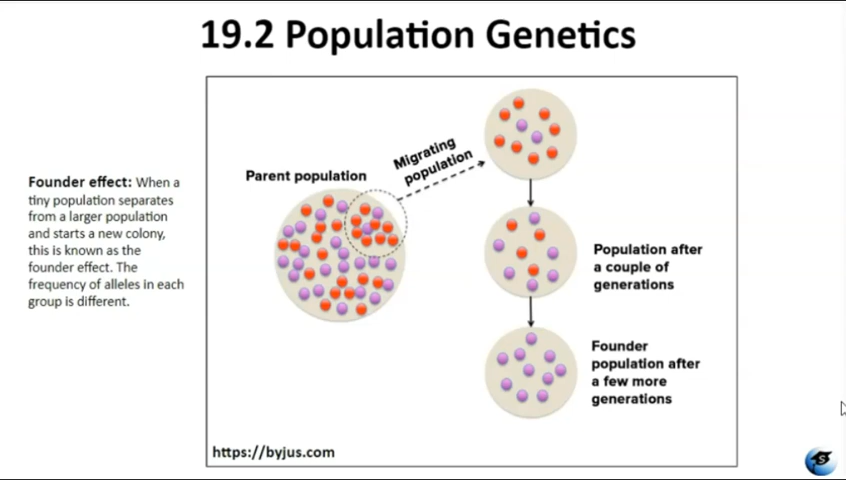 19.2 Population Genetics
Founder effect: When a
tiny population separates
from a larger population
and starts a new colony,
this is known as the
founder effect. The
frequency of alleles in each
group is different.
Parent population
Migrating
population
Population after
a couple of
generations
Founder
population after
a few more
generations
https://byjus.com
S